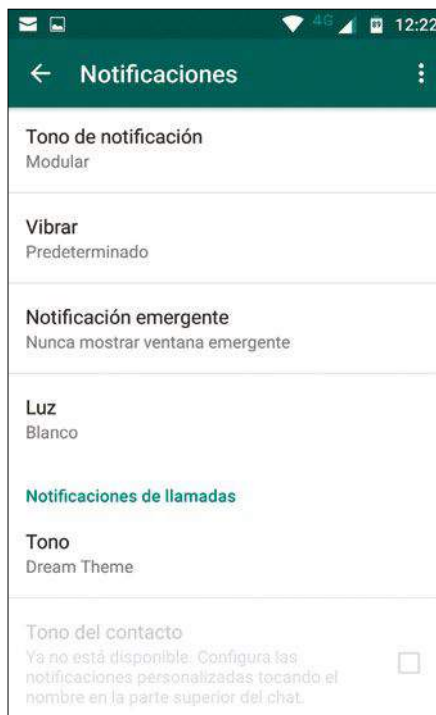 4G 89 12:22
Notificaciones
Tono de notificación
Modular
Vibrar
Predeterminado
Notificación emergente
Nunca mostrar ventana emergente
Luz
Blanco
Notificaciones de llamadas
Tono
Dream Theme
Tono del contacto
Ya no está disponible. Configura las
notificaciones personalizadas tocando el
nombre en la parte superior del chat.